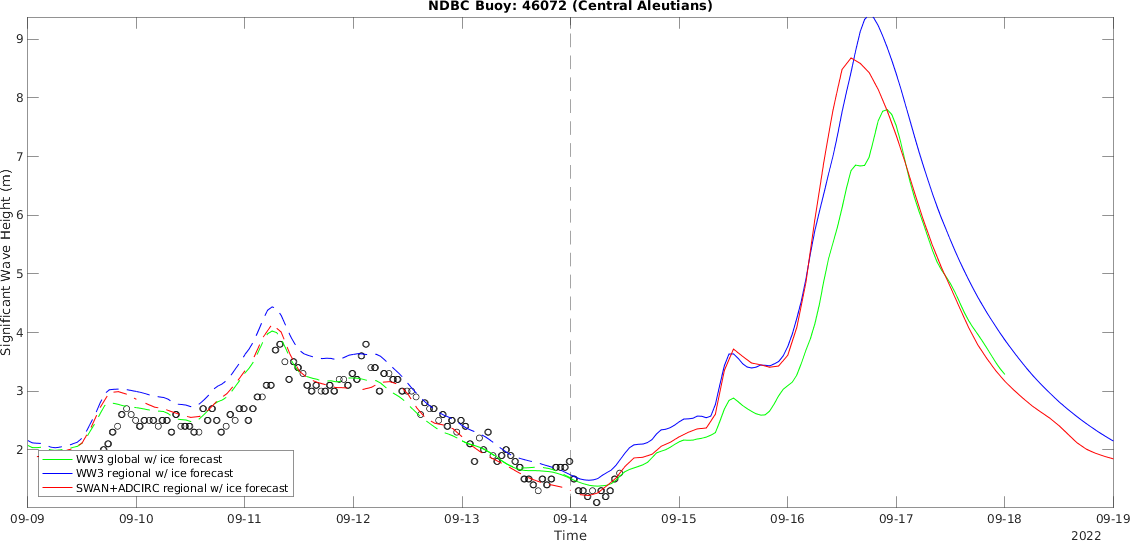 NDBC Buoy: 46072 (Central Aleutians)
Significant Wave Height (m)
9
8
7
6
5
4
3
2
WW3 global w/ ice forecast
WW3 regional w/ ice forecast
SWAN+ADCIRC regional w/ ice forecast
09-09 09-10 09-11 09-12 09-13 09-14 09-15 09-16 09-17 09-18 09-19
Time
2022